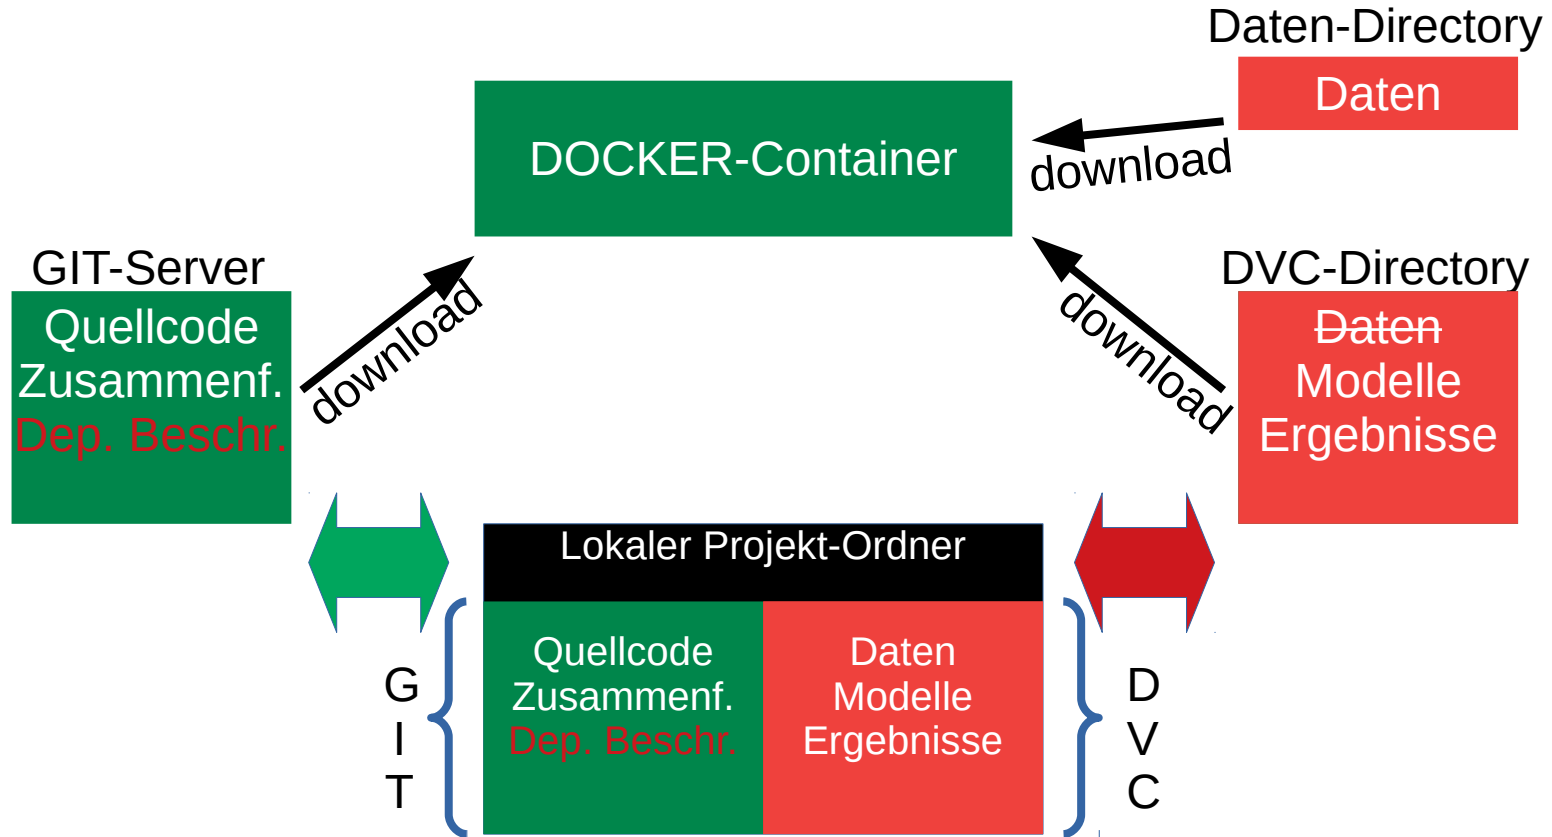 Daten-Directory
Daten
DOCKER-Container
download
GIT-Server
Quellcode
Zusammenf.
Dep. Beschr.
download
DVC-Directory
Daten
Modelle
Ergebnisse
download
Lokaler Projekt-Ordner
Quellcode
Zusammenf.
Dep. Beschr.
Daten
Modelle
Ergebnisse
G
I
T
D
V
C